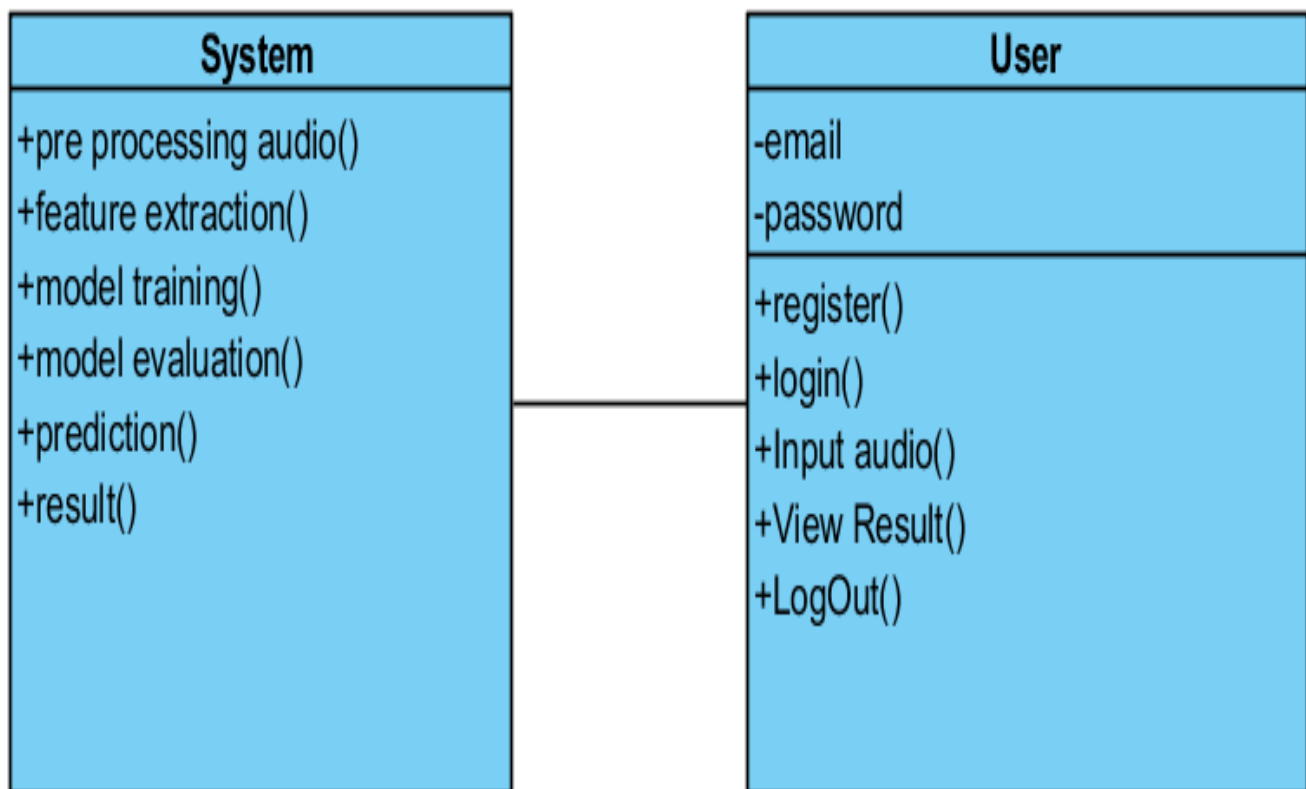 System
+pre processing audio()
+feature extraction()
+model training()
+model evaluation()
+prediction()
+result()
User
-email
-password
+register()
+login()
+Input audio()
+View Result()
+LogOut()